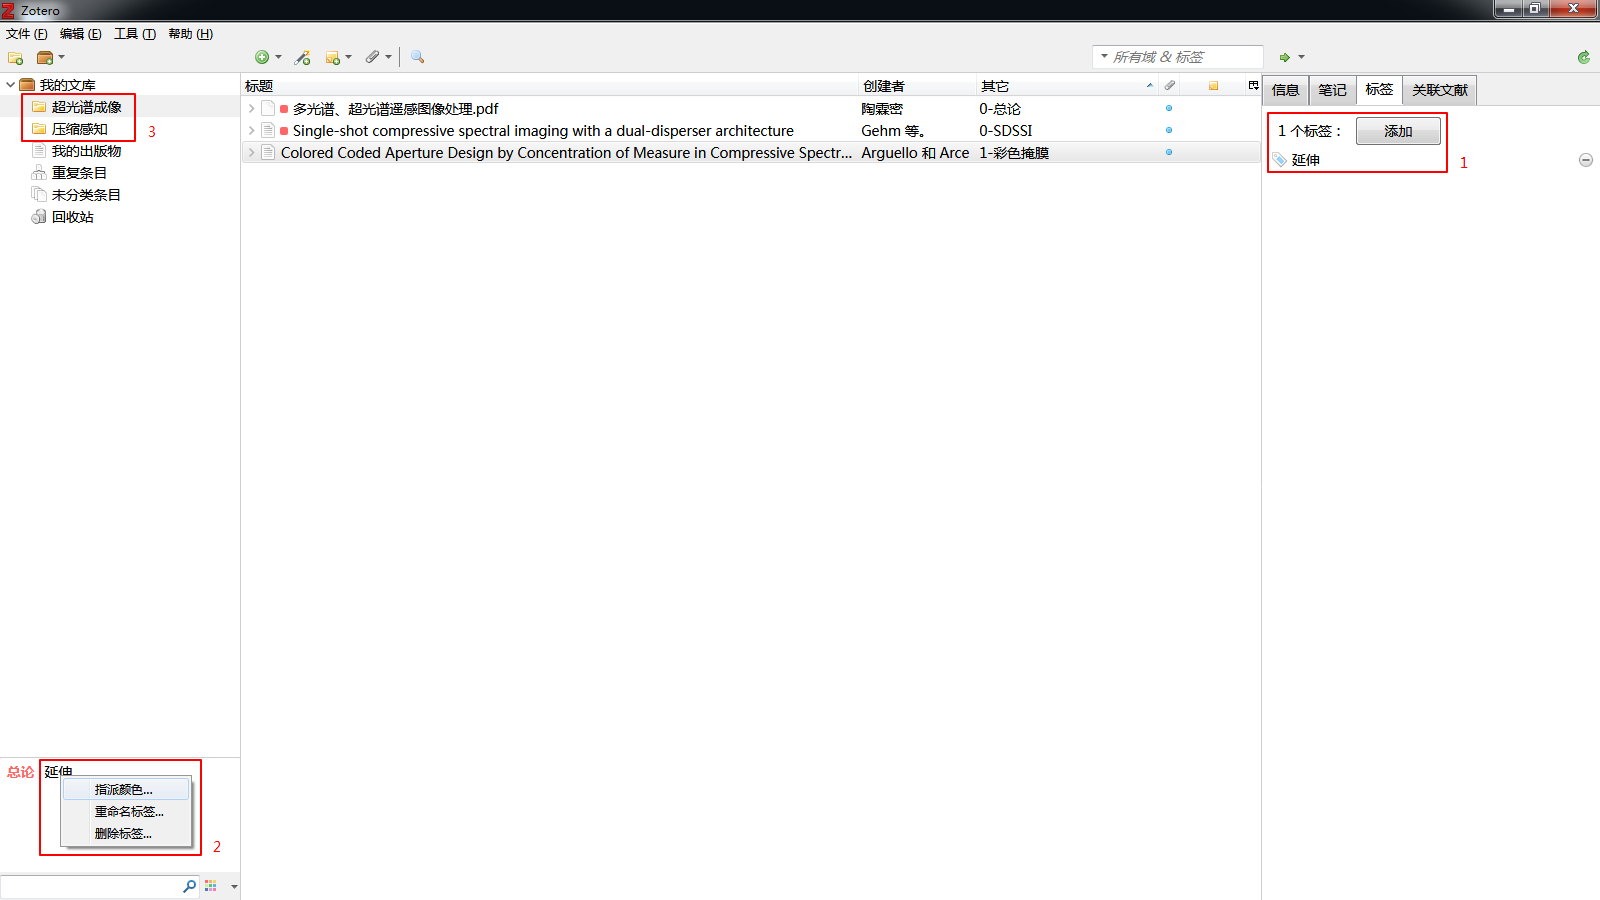 Zotero
文件 (F) 编辑 (E) 工具 (T) 帮助 (H)
所有域 & 标签
我的文库
超光谱成像
压缩感知
3
我的出版物
重复条目
未分类条目
回收站
标题 创建者 其它
多光谱、超光谱遥感图像处理.pdf 陶霖密 0-总论
Single-shot compressive spectral imaging with a dual-disperser architecture Gehm 等。 0-SDSSI
Colored Coded Aperture Design by Concentration of Measure in Compressive Spectr... Arguello 和 Arce 1-彩色掩膜
信息 笔记 标签 关联文献
1 个标签： 添加
延伸
1
总论 延伸
指派颜色...
重命名标签...
删除标签...
2